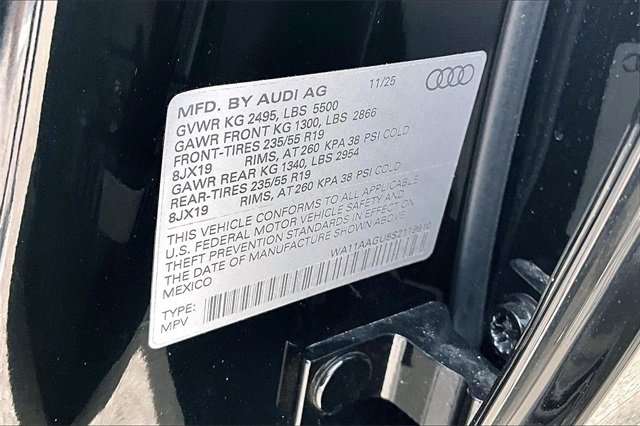 MFD. BY AUDI AG 11/25
GVWR KG 2495, LBS 5500
GAWR FRONT KG 1300, LBS 2866
FRONT-TIRES 235/55 R19
8JX19 RIMS, AT 260 KPA 38 PSI COLD
GAWR REAR KG 1340, LBS 2954
REAR-TIRES 235/55 R19
8JX19 RIMS, AT 260 KPA 38 PSI COLD
THIS VEHICLE CONFORMS TO ALL APPLICABLE
U.S. FEDERAL MOTOR VEHICLE SAFETY AND
THEFT PREVENTION STANDARDS IN EFFECT ON
THE DATE OF MANUFACTURE SHOWN ABOVE.
MEXICO
TYPE:
MPV